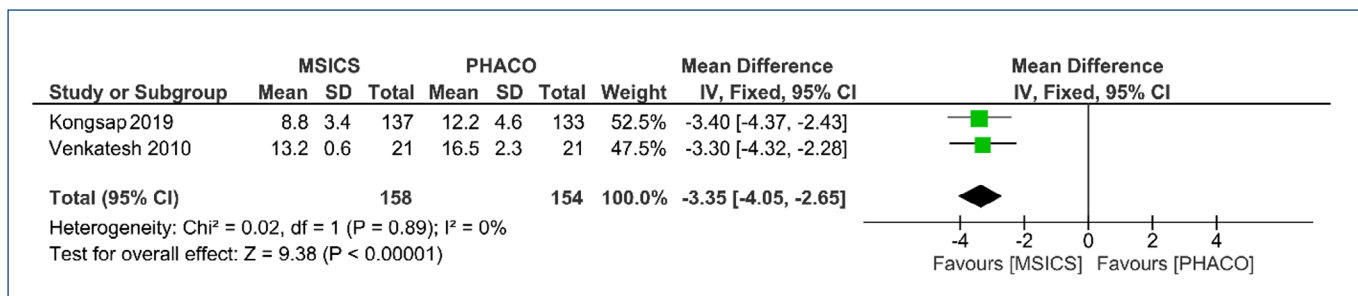 MSICS PHACO Mean Difference Mean Difference
Study or Subgroup Mean SD Total Mean SD Total Weight IV, Fixed, 95% CI IV, Fixed, 95% CI
Kongsap 2019 8.8 3.4 137 12.2 4.6 133 52.5% -3.40 [-4.37, -2.43]
Venkatesh 2010 13.2 0.6 21 16.5 2.3 21 47.5% -3.30 [-4.32, -2.28]
Total (95% CI) 158 154 100.0% -3.35 [-4.05, -2.65]
Heterogeneity: Chi² = 0.02, df = 1 (P = 0.89); I² = 0%
Test for overall effect: Z = 9.38 (P < 0.00001)
-4 -2 0 2 4
Favours [MSICS] Favours [PHACO]